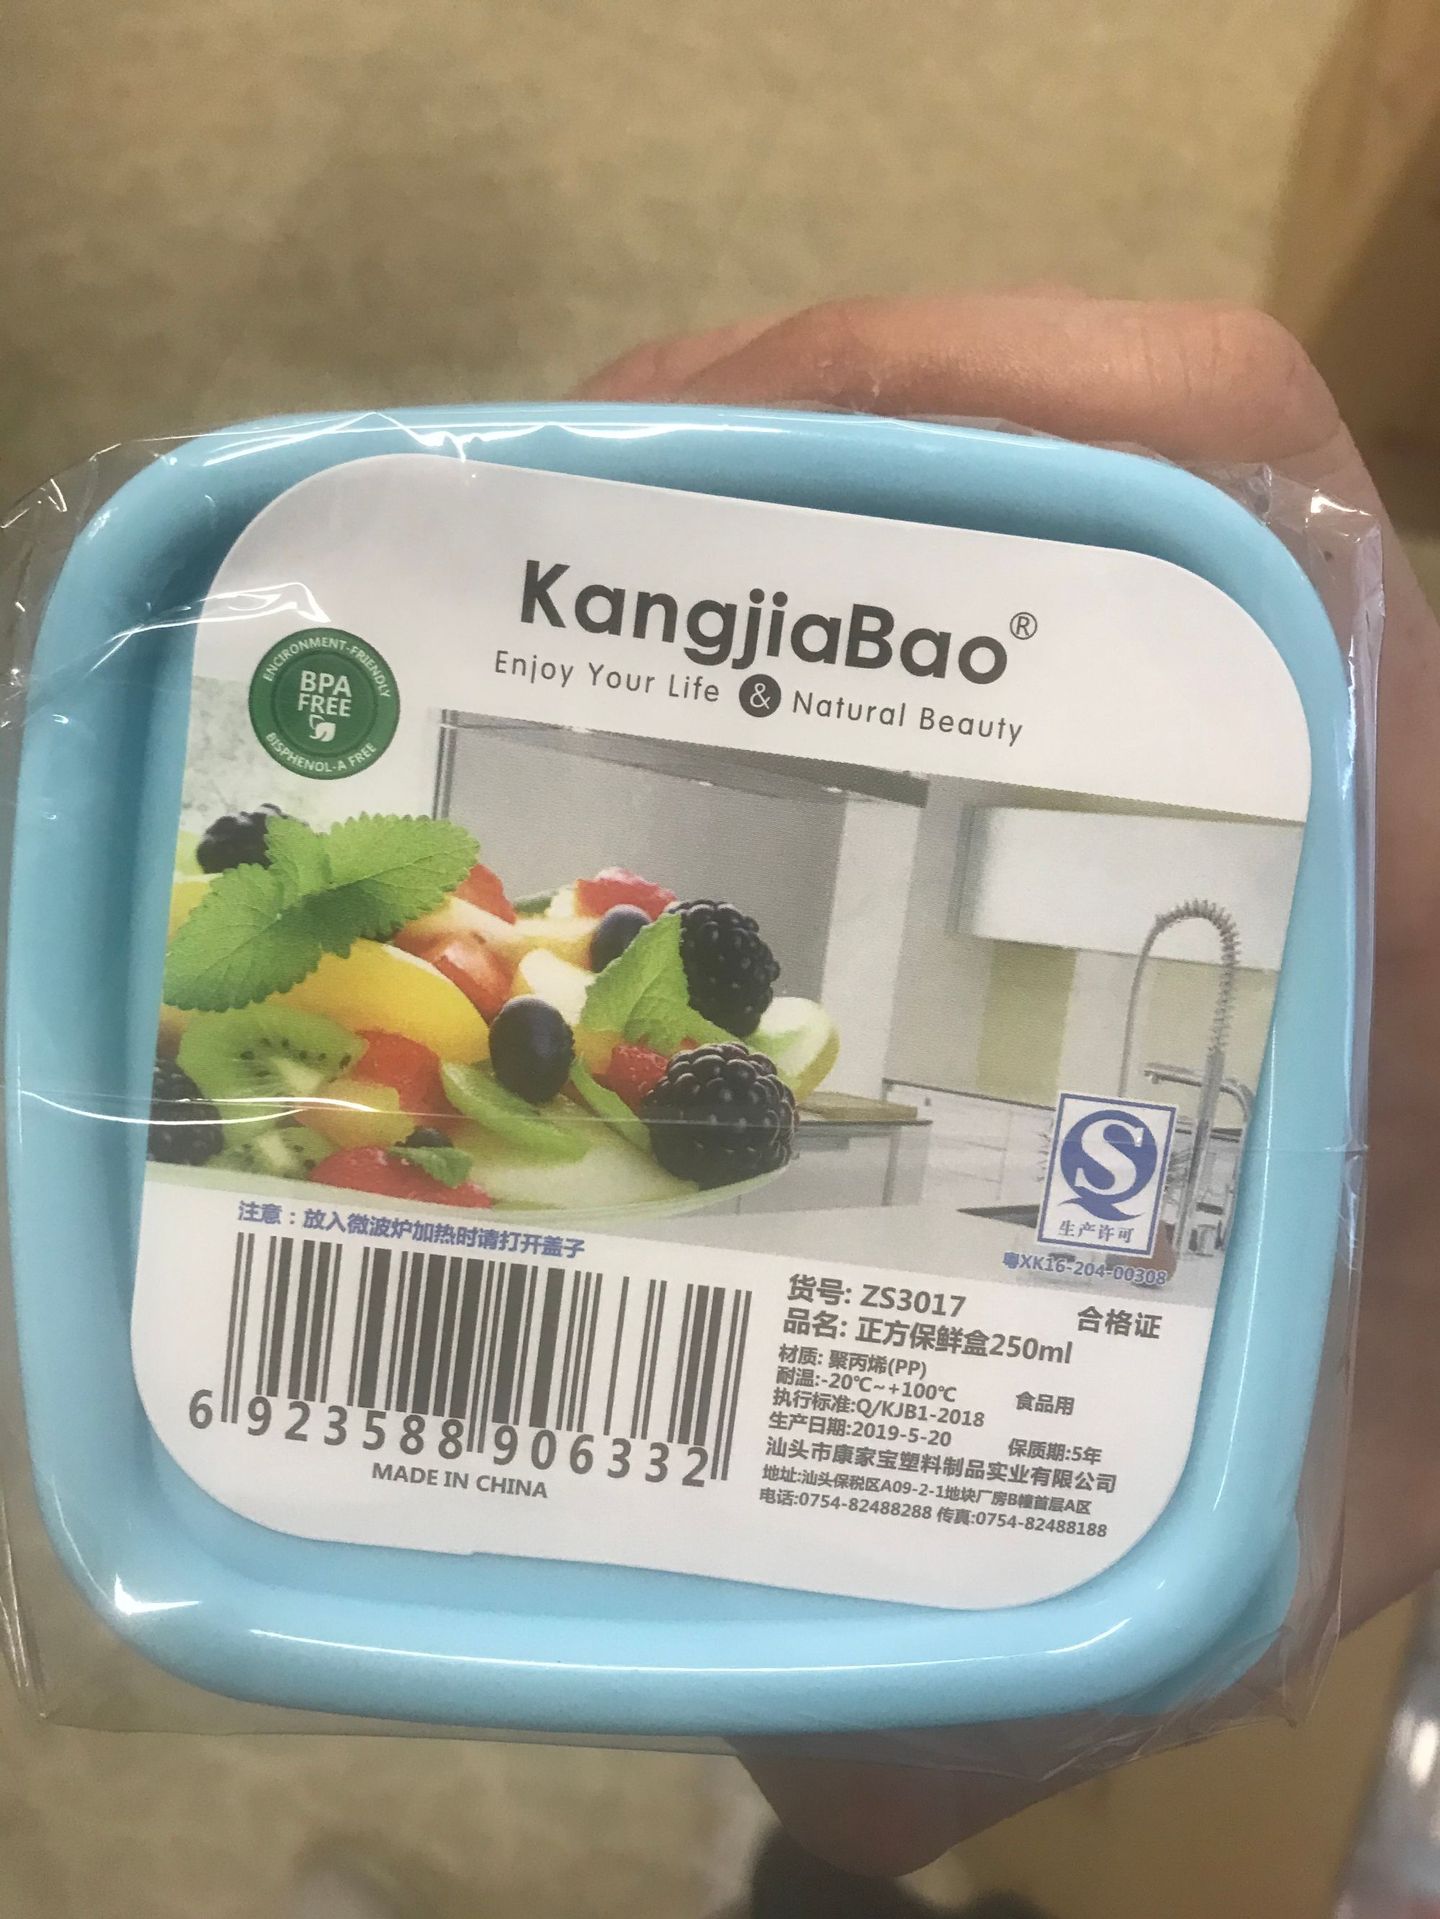 KangjiaBao®
Enjoy Your Life & Natural Beauty
ENCIRONMENT-FRIENDLY
BPA
FREE
BISPHENOL-A FREE
S
生产许可
粤XK16-204-00308
注意：放入微波炉加热时请打开盖子
6 923588 906332
MADE IN CHINA
货号: ZS3017
合格证
品名: 正方保鲜盒250ml
材质: 聚丙烯(PP)
耐温:-20℃~+100℃ 食品用
执行标准:Q/KJB1-2018
生产日期:2019-5-20 保质期:5年
汕头市康家宝塑料制品实业有限公司
地址:汕头保税区A09-2-1地块厂房B幢首层A区
电话:0754-82488288 传真:0754-82488188